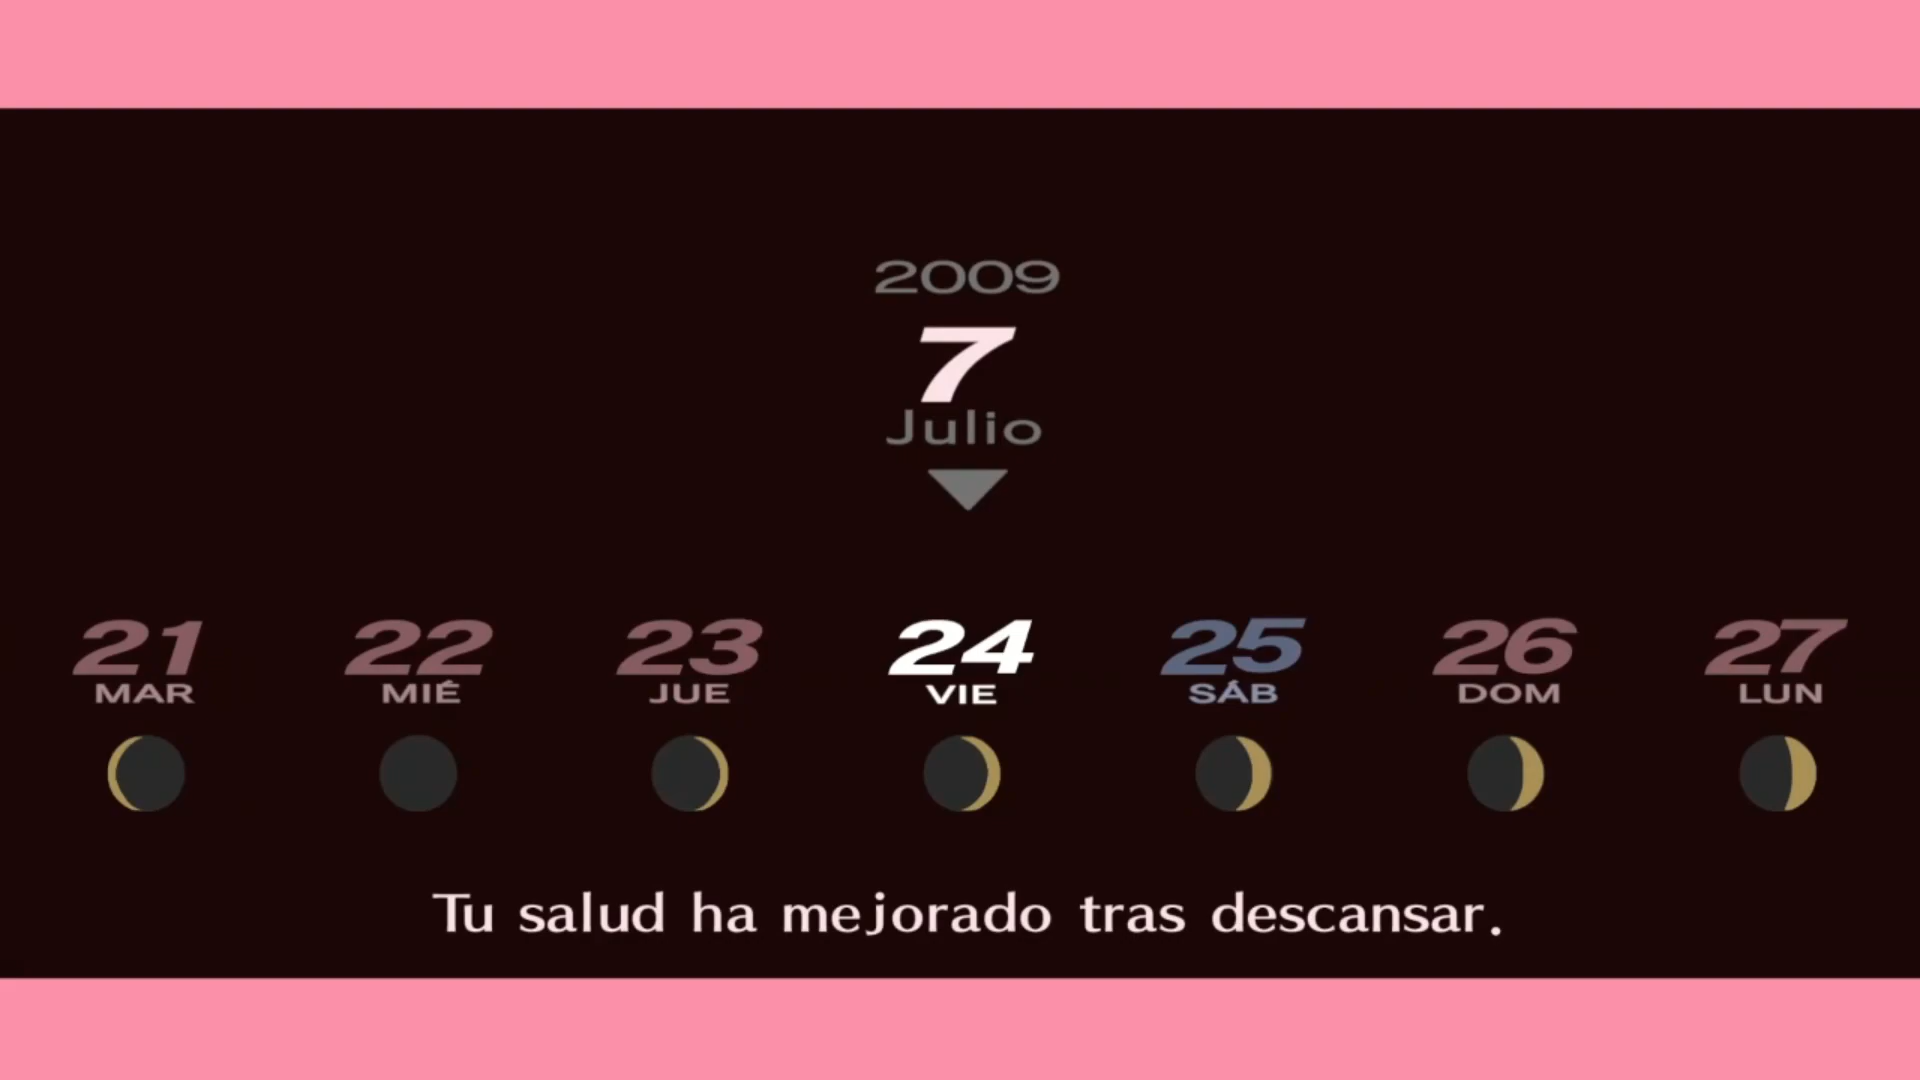 2009
7
Julio
21 22 23 24 25 26 27
MAR MIÉ JUE VIE SÁB DOM LUN
Tu salud ha mejorado tras descansar.